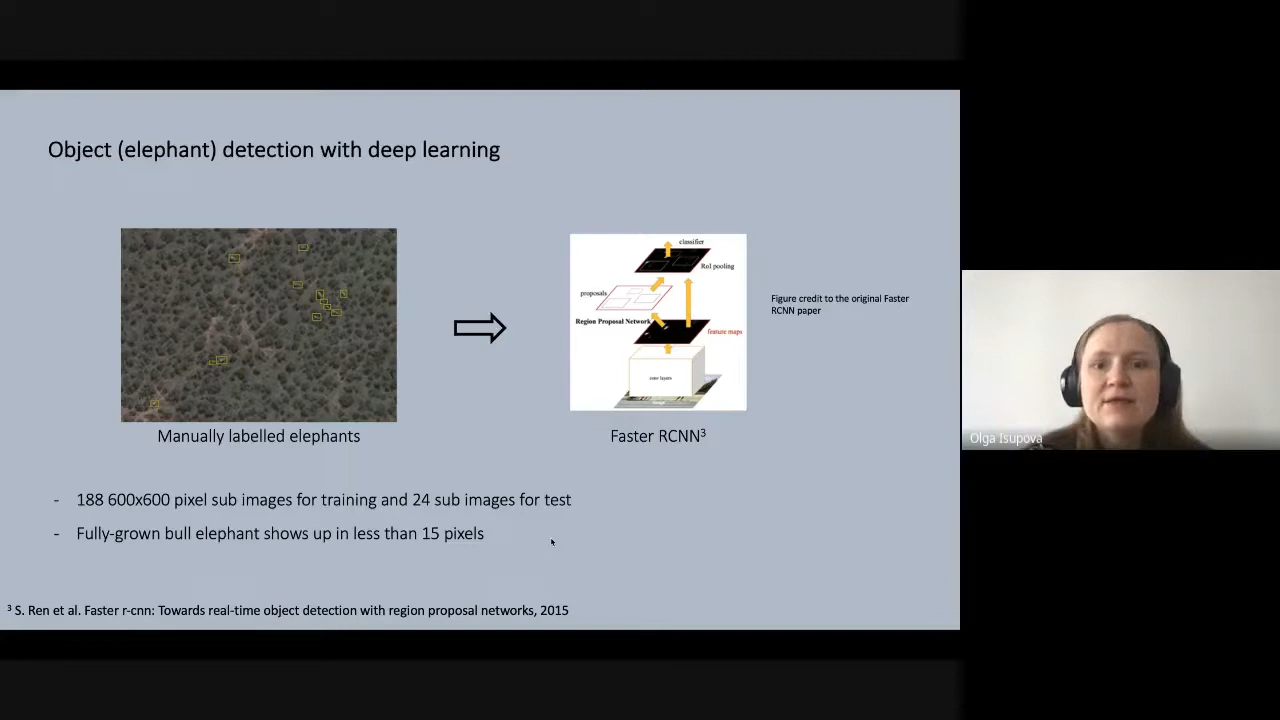 Object (elephant) detection with deep learning
classifier
RoI pooling
proposals
Region Proposal Network
feature maps
conv layers
Figure credit to the original Faster
RCNN paper
Manually labelled elephants
Faster RCNN3
- 188 600x600 pixel sub images for training and 24 sub images for test
- Fully-grown bull elephant shows up in less than 15 pixels
3 S. Ren et al. Faster r-cnn: Towards real-time object detection with region proposal networks, 2015
Olga Isupova